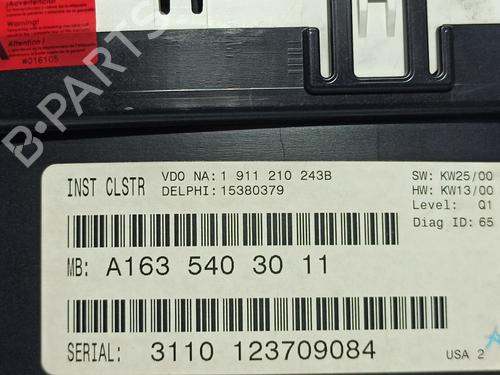 ¡Advertencia!
Warning!
Attention !
#016105
B-PARTS
INST CLSTR
VDO NA: 1 911 210 243B
DELPHI: 15380379
SW: KW25/00
HW: KW13/00
Level: Q1
Diag ID: 65
MB: A163 540 30 11
SERIAL: 3110 123709084
USA 2